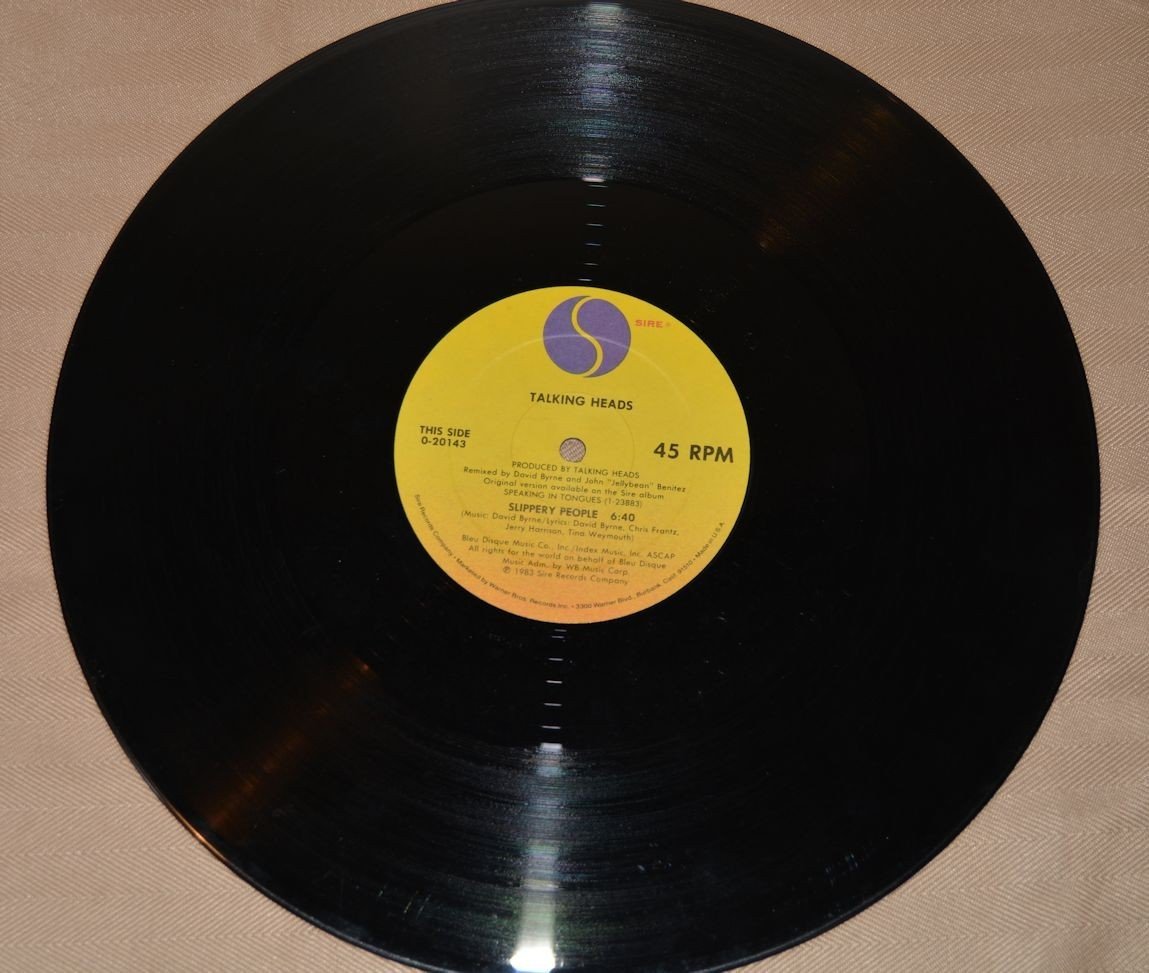 SIRE®
TALKING HEADS
THIS SIDE
0-20143
45 RPM
PRODUCED BY TALKING HEADS
Remixed by David Byrne and John "Jellybean" Benitez
Original version available on the Sire album
SPEAKING IN TONGUES (1-23883)
SLIPPERY PEOPLE 6:40
(Music: David Byrne/Lyrics: David Byrne, Chris Frantz,
Jerry Harrison, Tina Weymouth)
Bleu Disque Music Co., Inc./Index Music, Inc. ASCAP
All rights for the world on behalf of Bleu Disque
Music Adm. by WB Music Corp.
℗ 1983 Sire Records Company
Sire Records Company • Marketed by Warner Bros. Records Inc. • 3300 Warner Blvd., Burbank, Calif. 91510 • Made in U.S.A.